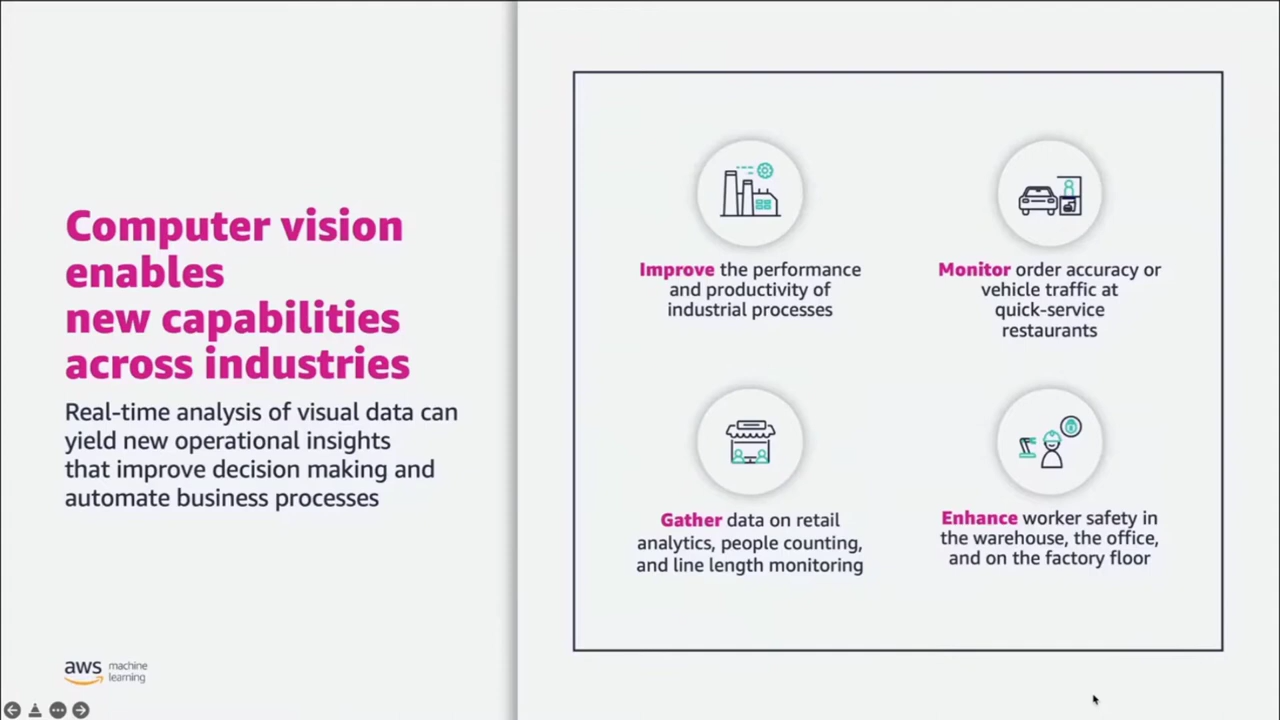 Computer vision
enables
new capabilities
across industries
Real-time analysis of visual data can
yield new operational insights
that improve decision making and
automate business processes
aws machine
learning
Improve the performance
and productivity of
industrial processes
Monitor order accuracy or
vehicle traffic at
quick-service
restaurants
Gather data on retail
analytics, people counting,
and line length monitoring
Enhance worker safety in
the warehouse, the office,
and on the factory floor